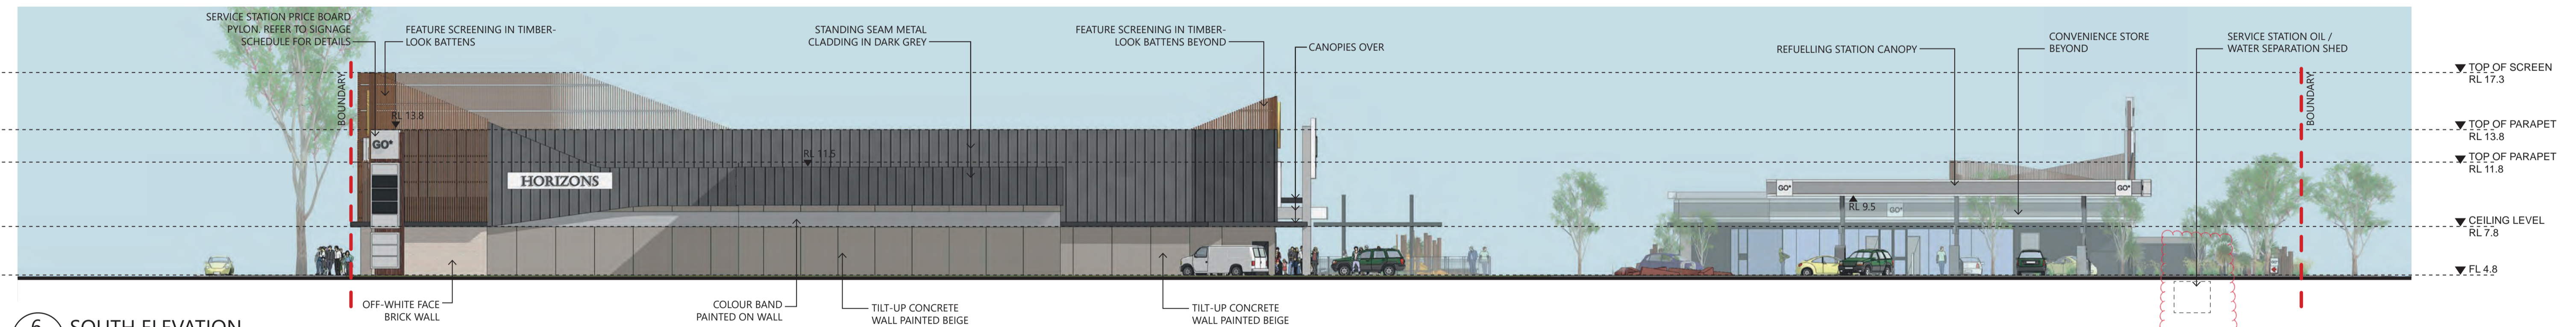 SERVICE STATION PRICE BOARD
PYLON. REFER TO SIGNAGE
SCHEDULE FOR DETAILS
FEATURE SCREENING IN TIMBER-
LOOK BATTENS
STANDING SEAM METAL
CLADDING IN DARK GREY
FEATURE SCREENING IN TIMBER-
LOOK BATTENS BEYOND
CANOPIES OVER
REFUELLING STATION CANOPY
CONVENIENCE STORE
BEYOND
SERVICE STATION OIL /
WATER SEPARATION SHED
BOUNDARY
BOUNDARY
TOP OF SCREEN
RL 17.3
RL 13.8
TOP OF PARAPET
RL 13.8
GO*
RL 11.5
TOP OF PARAPET
RL 11.8
HORIZONS
GO*
GO*
RL 9.5
GO*
CEILING LEVEL
RL 7.8
FL 4.8
OFF-WHITE FACE
BRICK WALL
COLOUR BAND
PAINTED ON WALL
TILT-UP CONCRETE
WALL PAINTED BEIGE
TILT-UP CONCRETE
WALL PAINTED BEIGE
6
SOUTH ELEVATION